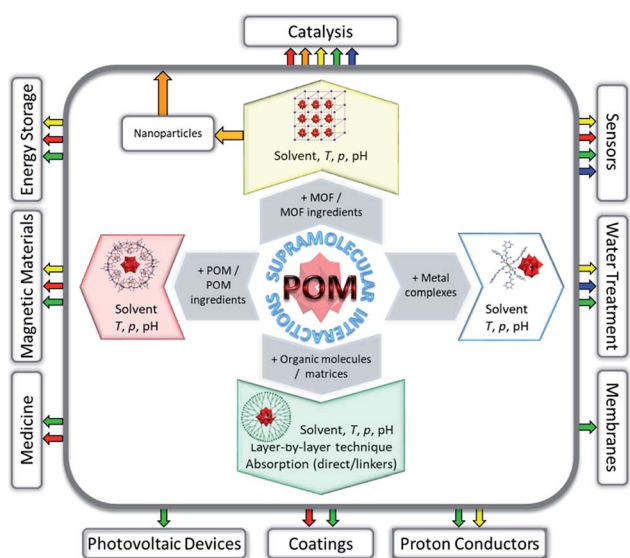 Catalysis
Energy Storage
Nanoparticles
Solvent, T, p, pH
Sensors
+ MOF /
MOF ingredients
SUPRAMOLECULAR
INTERACTIONS
POM
+ POM /
POM
ingredients
+ Metal
complexes
Magnetic Materials
Solvent
T, p, pH
Solvent
T, p, pH
Water Treatment
+ Organic molecules
/ matrices
Solvent, T, p, pH
Layer-by-layer technique
Absorption (direct/linkers)
Medicine
Membranes
Photovoltaic Devices
Coatings
Proton Conductors